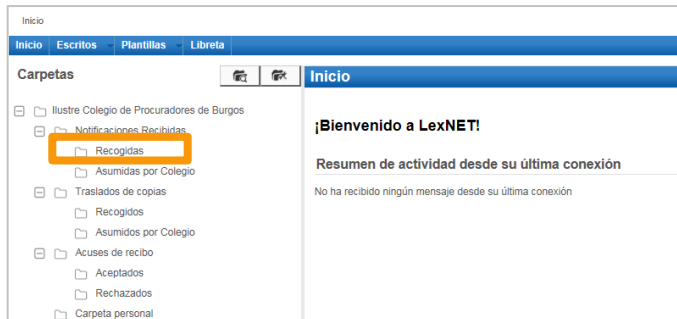 Inicio
Inicio Escritos Plantillas Libreta
Carpetas
Ilustre Colegio de Procuradores de Burgos
Notificaciones Recibidas
Recogidas
Asumidas por Colegio
Traslados de copias
Recogidos
Asumidos por Colegio
Acuses de recibo
Aceptados
Rechazados
Carpeta personal
Inicio
¡Bienvenido a LexNET!
Resumen de actividad desde su última conexión
No ha recibido ningún mensaje desde su última conexión